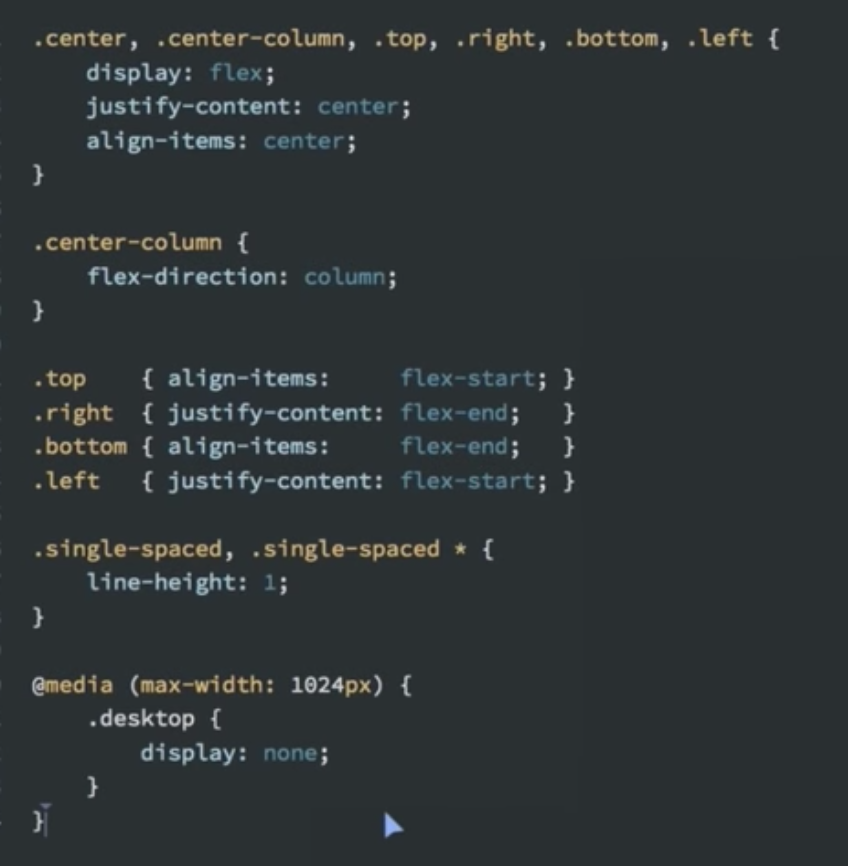 .center, .center-column, .top, .right, .bottom, .left {
    display: flex;
    justify-content: center;
    align-items: center;
}

.center-column {
    flex-direction: column;
}

.top    { align-items:     flex-start; }
.right  { justify-content: flex-end;   }
.bottom { align-items:     flex-end;   }
.left   { justify-content: flex-start; }

.single-spaced, .single-spaced * {
    line-height: 1;
}

@media (max-width: 1024px) {
    .desktop {
        display: none;
    }
}